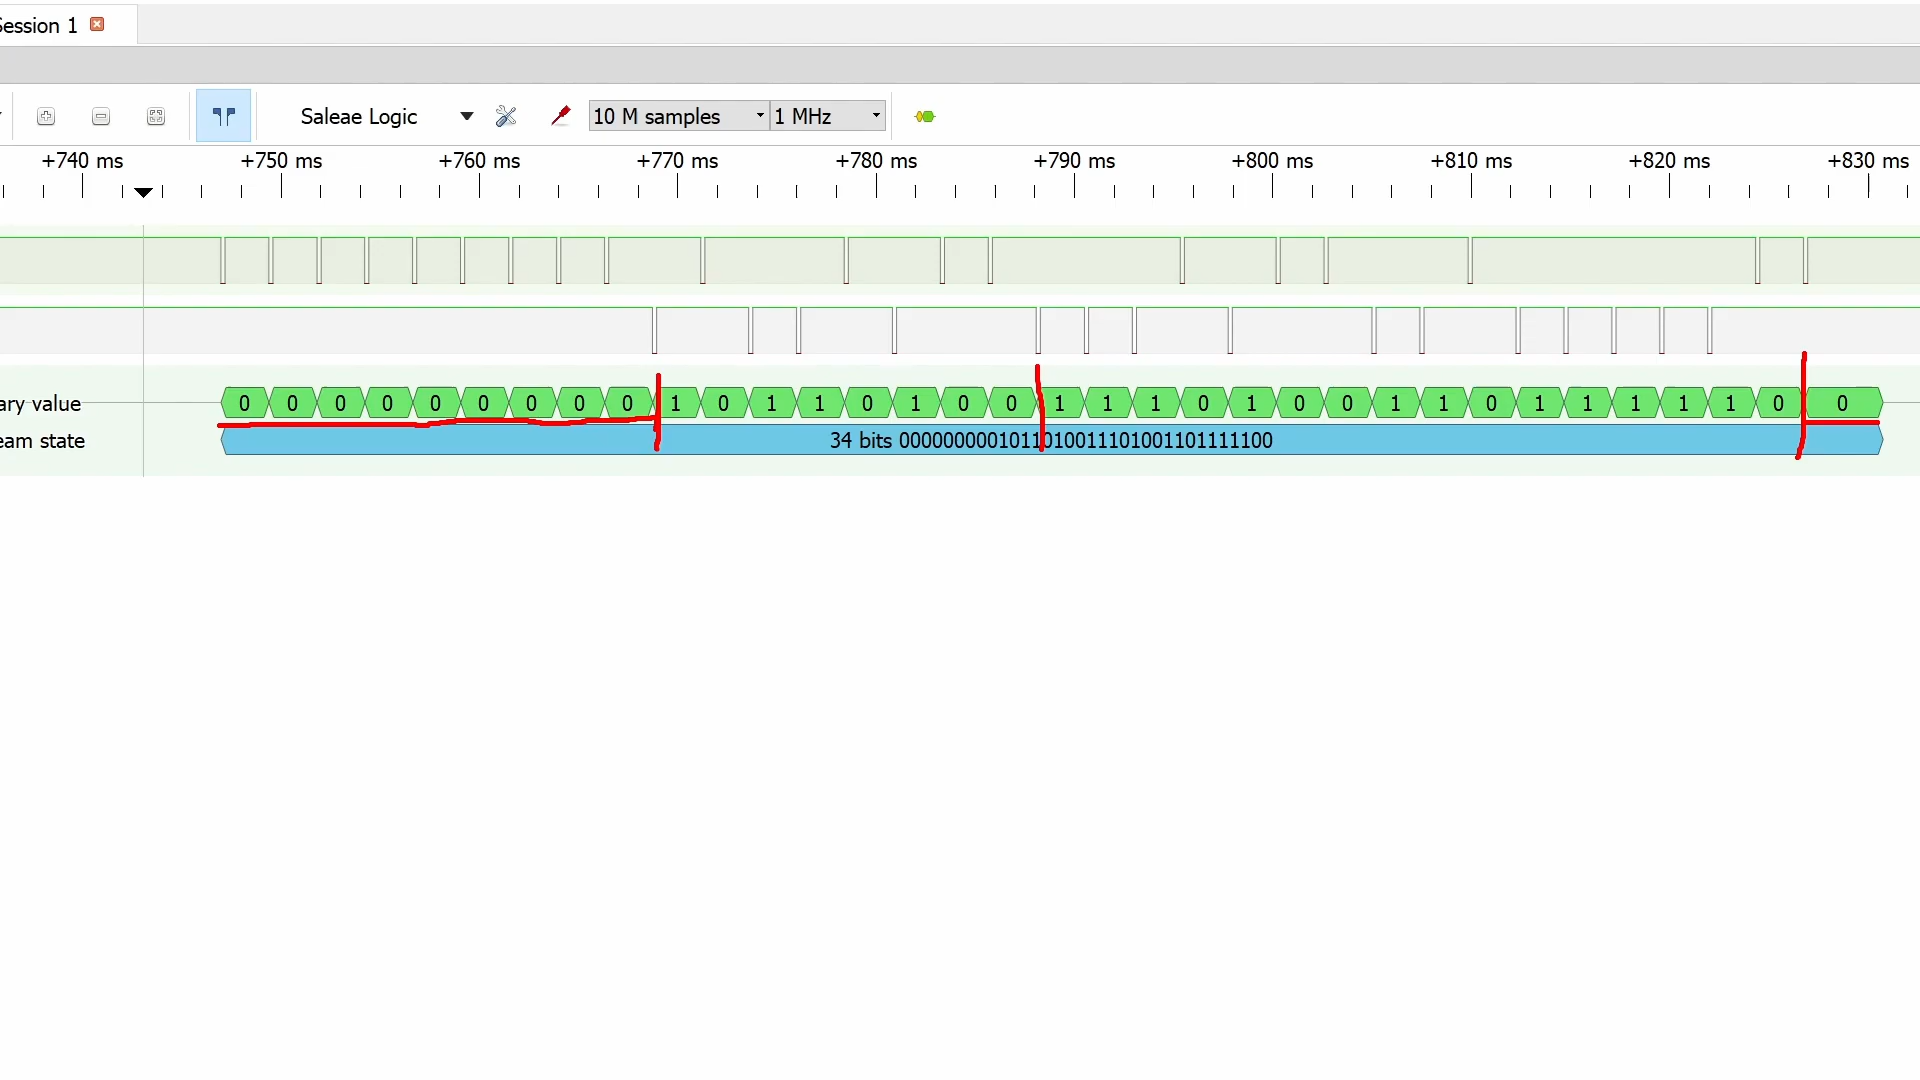 Session 1
Saleae Logic 10 M samples 1 MHz
+740 ms +750 ms +760 ms +770 ms +780 ms +790 ms +800 ms +810 ms +820 ms +830 ms
ary value 0 0 0 0 0 0 0 0 0 1 0 1 1 0 1 0 0 1 1 1 0 1 0 0 1 1 0 1 1 1 1 1 0 0
eam state 34 bits 0000000001011010011101001101111100